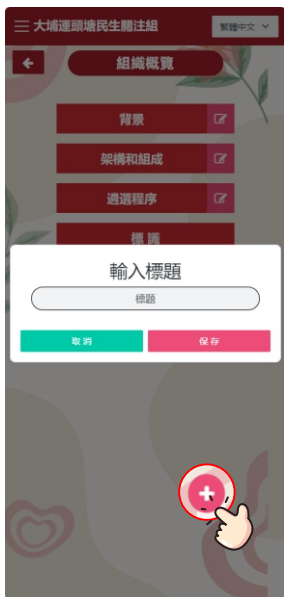 大埔運頭塘民生關注組
繁體中文
組織概覽
背景
架構和組成
遴選程序
標識
輸入標題
標題
取消
保存